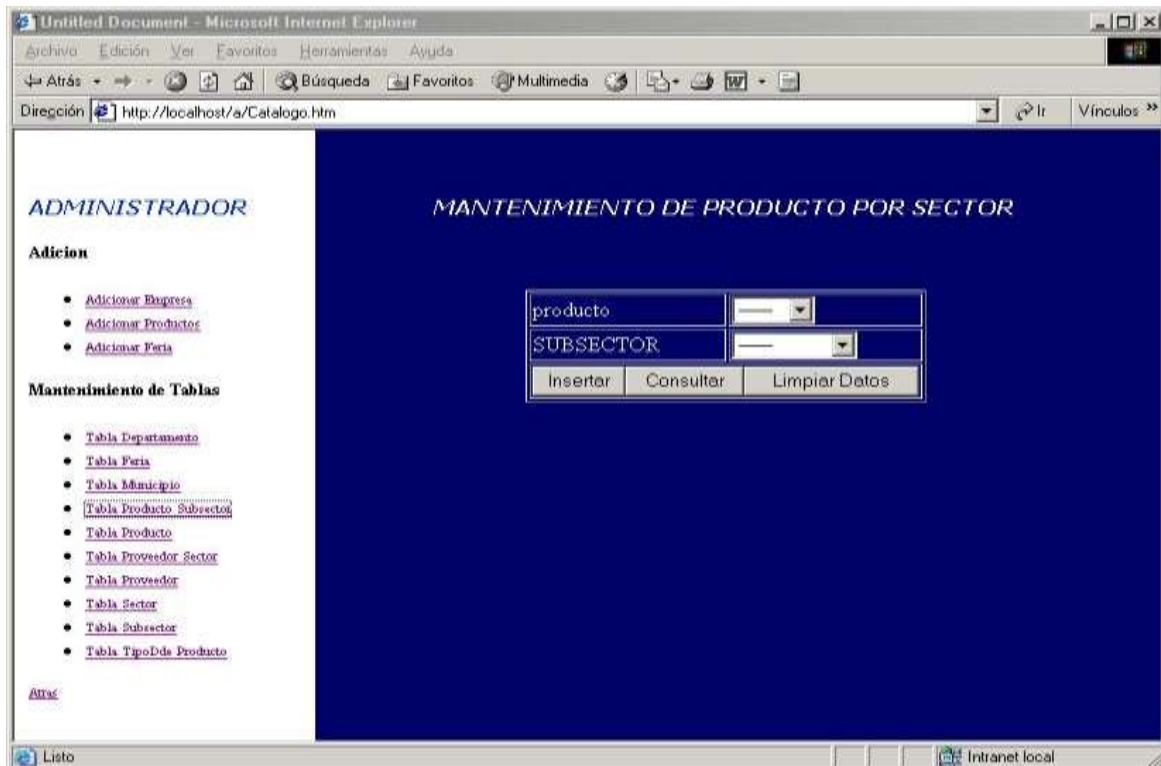 Untitled Document - Microsoft Internet Explorer
Archivo Edición Ver Favoritos Herramientas Ayuda
Atrás Búsqueda Favoritos Multimedia
Dirección http://localhost/a/Catalogo.htm Ir Vínculos »
ADMINISTRADOR
Adicion
Adicionar Empresa
Adicionar Productos
Adicionar Feria
Mantenimiento de Tablas
Tabla Departamento
Tabla Feria
Tabla Municipio
Tabla Producto Subsector
Tabla Producto
Tabla Proveedor Sector
Tabla Proveedor
Tabla Sector
Tabla Subsector
Tabla TipoDde Producto
Atras
MANTENIMIENTO DE PRODUCTO POR SECTOR
producto
SUBSECTOR
Insertar Consultar Limpiar Datos
Listo Intranet local